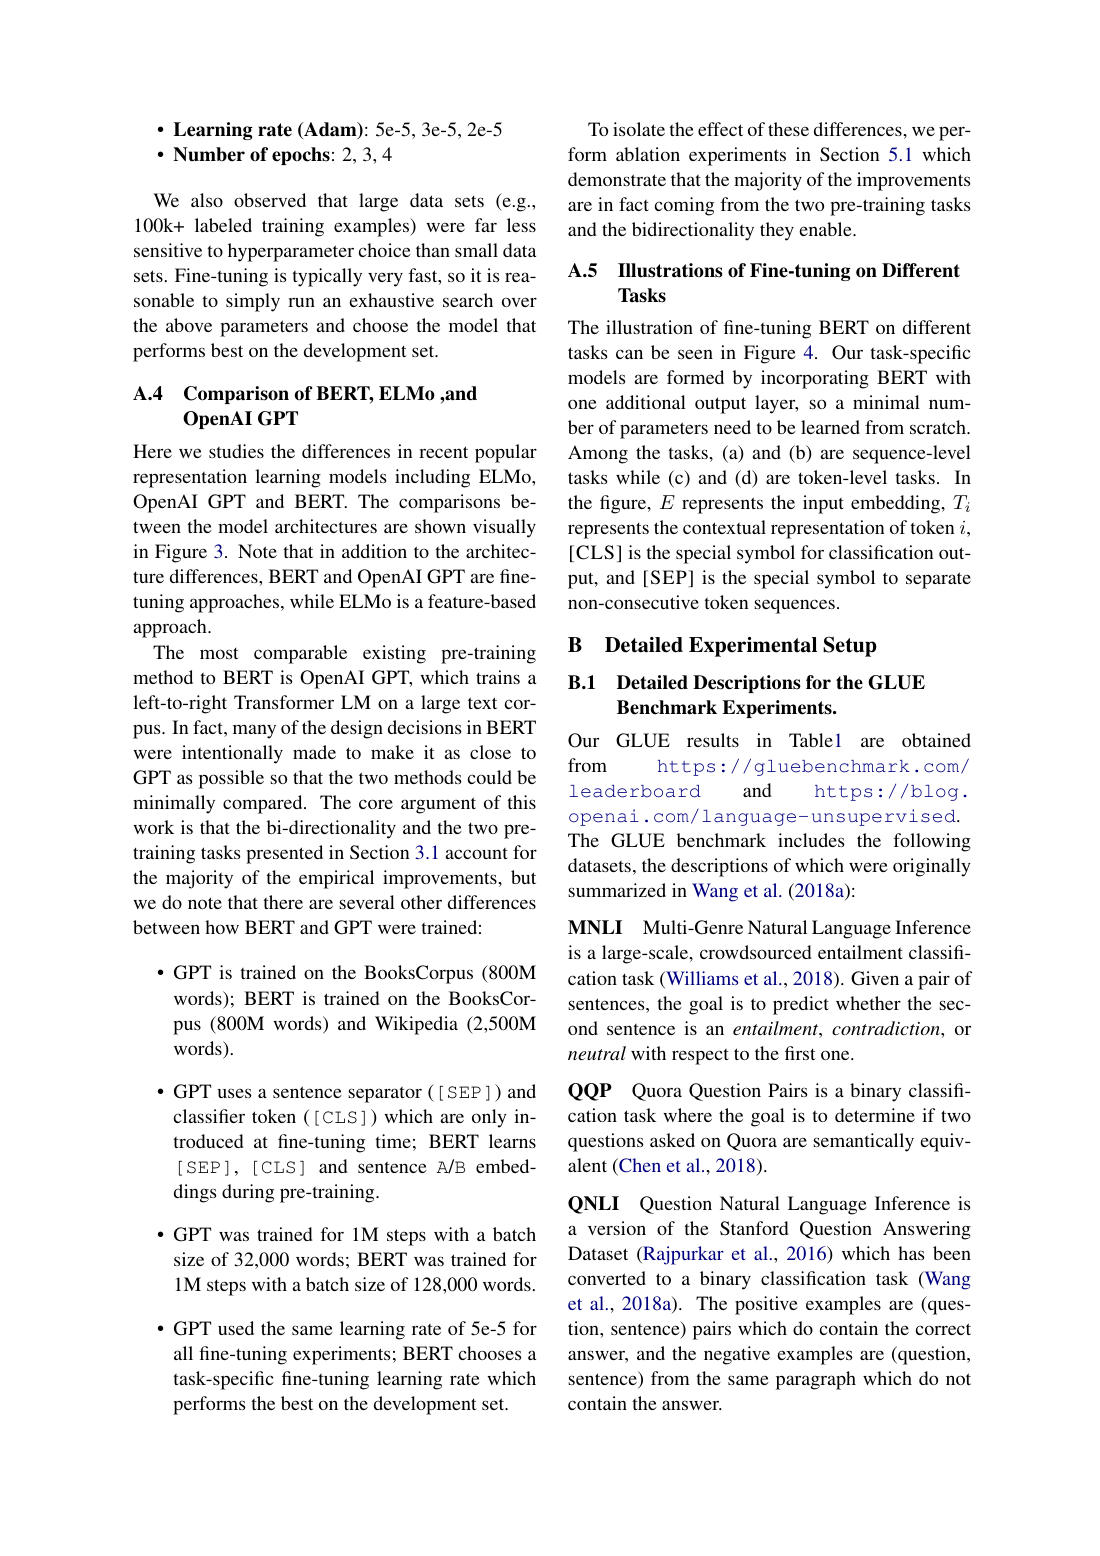 • Learning rate (Adam): 5e-5, 3e-5, 2e-5
• Number of epochs: 2, 3, 4
We also observed that large data sets (e.g.,
100k+ labeled training examples) were far less
sensitive to hyperparameter choice than small data
sets. Fine-tuning is typically very fast, so it is rea-
sonable to simply run an exhaustive search over
the above parameters and choose the model that
performs best on the development set.
A.4 Comparison of BERT, ELMo ,and
OpenAI GPT
Here we studies the differences in recent popular
representation learning models including ELMo,
OpenAI GPT and BERT. The comparisons be-
tween the model architectures are shown visually
in Figure 3. Note that in addition to the architec-
ture differences, BERT and OpenAI GPT are fine-
tuning approaches, while ELMo is a feature-based
approach.
The most comparable existing pre-training
method to BERT is OpenAI GPT, which trains a
left-to-right Transformer LM on a large text cor-
pus. In fact, many of the design decisions in BERT
were intentionally made to make it as close to
GPT as possible so that the two methods could be
minimally compared. The core argument of this
work is that the bi-directionality and the two pre-
training tasks presented in Section 3.1 account for
the majority of the empirical improvements, but
we do note that there are several other differences
between how BERT and GPT were trained:
• GPT is trained on the BooksCorpus (800M
words); BERT is trained on the BooksCor-
pus (800M words) and Wikipedia (2,500M
words).
• GPT uses a sentence separator ([SEP]) and
classifier token ([CLS]) which are only in-
troduced at fine-tuning time; BERT learns
[SEP], [CLS] and sentence A/B embed-
dings during pre-training.
• GPT was trained for 1M steps with a batch
size of 32,000 words; BERT was trained for
1M steps with a batch size of 128,000 words.
• GPT used the same learning rate of 5e-5 for
all fine-tuning experiments; BERT chooses a
task-specific fine-tuning learning rate which
performs the best on the development set.
To isolate the effect of these differences, we per-
form ablation experiments in Section 5.1 which
demonstrate that the majority of the improvements
are in fact coming from the two pre-training tasks
and the bidirectionality they enable.
A.5 Illustrations of Fine-tuning on Different
Tasks
The illustration of fine-tuning BERT on different
tasks can be seen in Figure 4. Our task-specific
models are formed by incorporating BERT with
one additional output layer, so a minimal num-
ber of parameters need to be learned from scratch.
Among the tasks, (a) and (b) are sequence-level
tasks while (c) and (d) are token-level tasks. In
the figure, E represents the input embedding, Ti
represents the contextual representation of token i,
[CLS] is the special symbol for classification out-
put, and [SEP] is the special symbol to separate
non-consecutive token sequences.
B Detailed Experimental Setup
B.1 Detailed Descriptions for the GLUE
Benchmark Experiments.
Our GLUE results in Table1 are obtained
from https://gluebenchmark.com/
leaderboard and https://blog.
openai.com/language-unsupervised.
The GLUE benchmark includes the following
datasets, the descriptions of which were originally
summarized in Wang et al. (2018a):
MNLI Multi-Genre Natural Language Inference
is a large-scale, crowdsourced entailment classifi-
cation task (Williams et al., 2018). Given a pair of
sentences, the goal is to predict whether the sec-
ond sentence is an entailment, contradiction, or
neutral with respect to the first one.
QQP Quora Question Pairs is a binary classifi-
cation task where the goal is to determine if two
questions asked on Quora are semantically equiv-
alent (Chen et al., 2018).
QNLI Question Natural Language Inference is
a version of the Stanford Question Answering
Dataset (Rajpurkar et al., 2016) which has been
converted to a binary classification task (Wang
et al., 2018a). The positive examples are (ques-
tion, sentence) pairs which do contain the correct
answer, and the negative examples are (question,
sentence) from the same paragraph which do not
contain the answer.